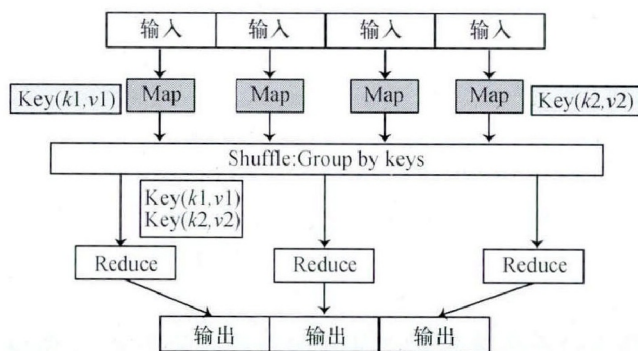 输入 输入 输入 输入
Key(k1,v1) Map Map Map Map Key(k2,v2)
Shuffle:Group by keys
Key(k1,v1)
Key(k2,v2)
Reduce Reduce Reduce
输出 输出 输出